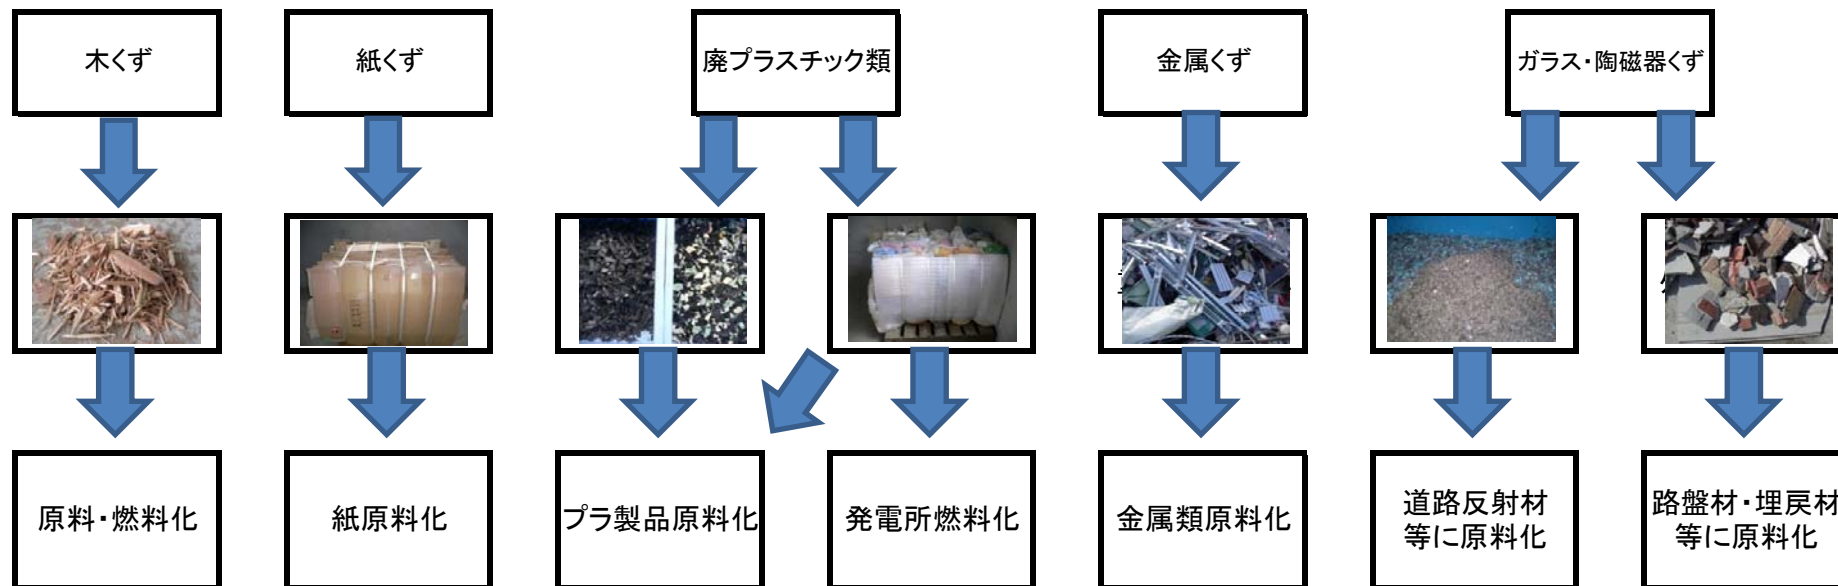 木くず
紙くず
廃プラスチック類
金属くず
ガラス・陶磁器くず
原料・燃料化
紙原料化
プラ製品原料化
発電所燃料化
金属類原料化
道路反射材
等に原料化
路盤材・埋戻材
等に原料化